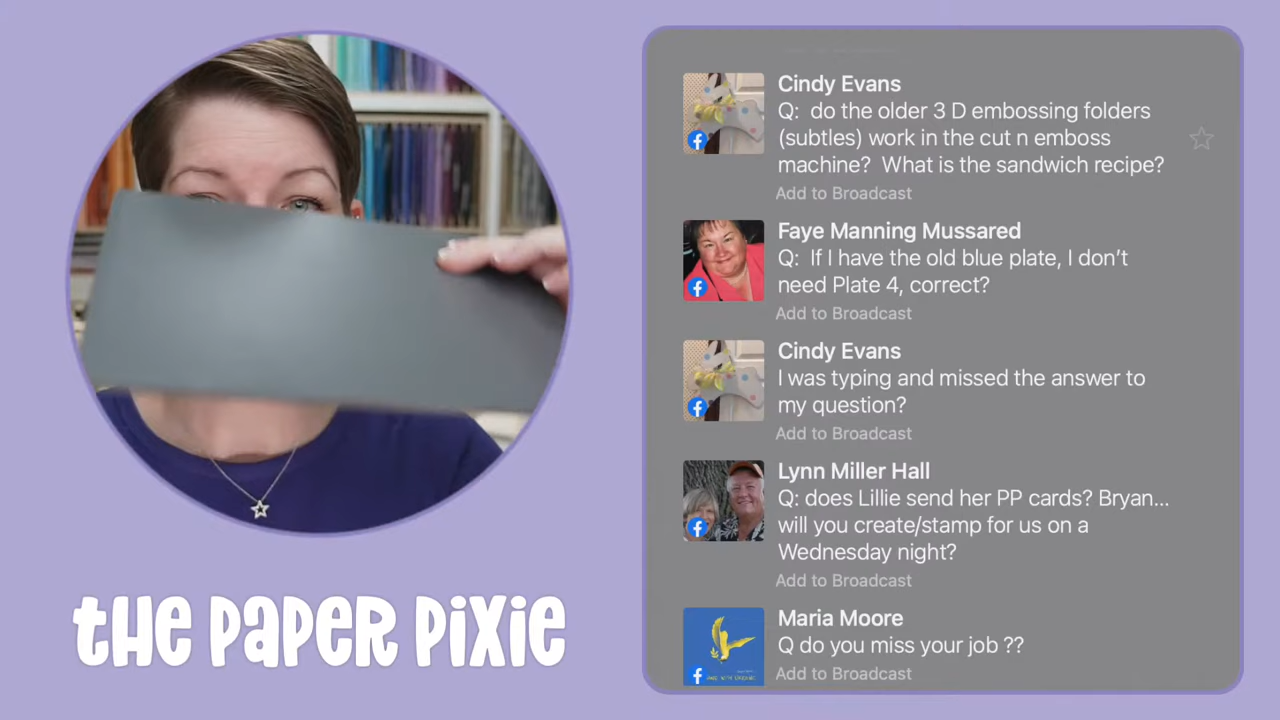 Cindy Evans
Q: do the older 3 D embossing folders
(subtles) work in the cut n emboss
machine? What is the sandwich recipe?
Add to Broadcast
Faye Manning Mussared
Q: If I have the old blue plate, I don't
need Plate 4, correct?
Add to Broadcast
Cindy Evans
I was typing and missed the answer to
my question?
Add to Broadcast
Lynn Miller Hall
Q: does Lillie send her PP cards? Bryan...
will you create/stamp for us on a
Wednesday night?
Add to Broadcast
Maria Moore
Q do you miss your job ??
Add to Broadcast
the PAPER PIXIE